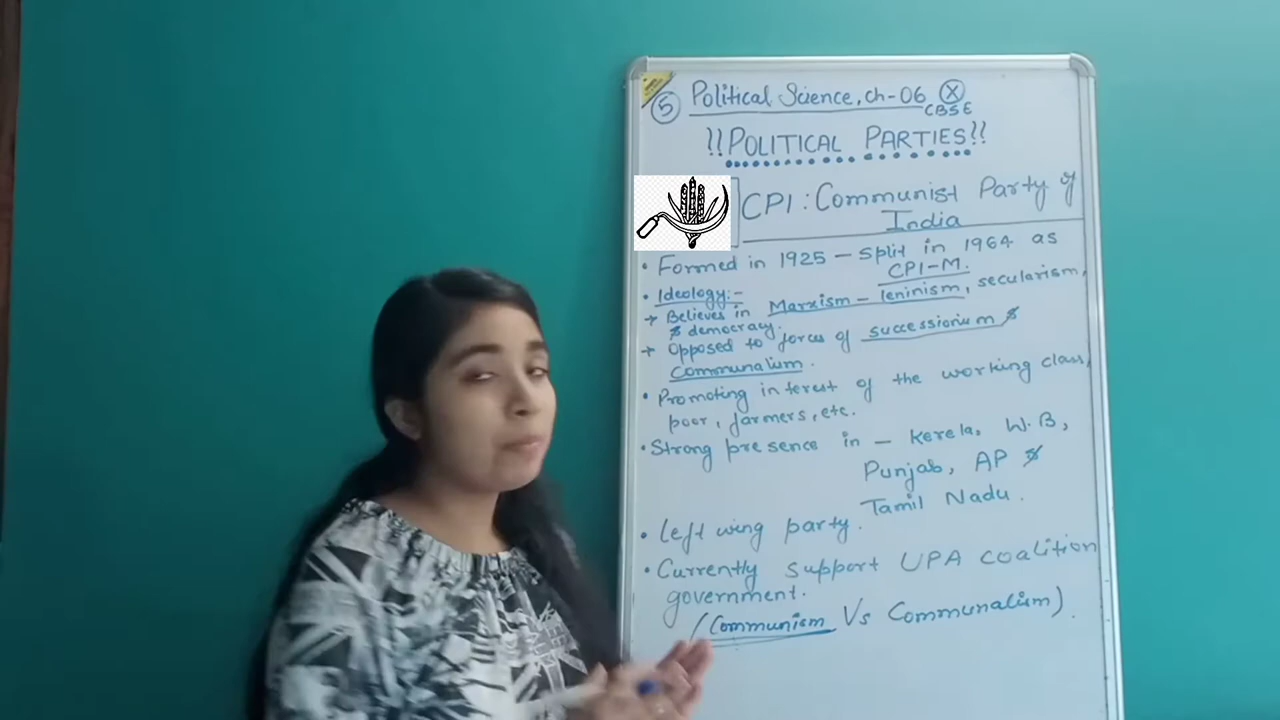 5 Political Science, ch-06 X
CBSE
!!POLITICAL PARTIES!!
CPI : Communist Party of
India
• Formed in 1925 – Split in 1964 as
CPI-M.
• Ideology:-
→ Believes in Marxism – leninism, secularism,
& democracy.
→ Opposed to forces of successionism &
Communalism.
• Promoting interest of the working class,
poor, farmers, etc.
• Strong presence in – Kerela, W.B,
Punjab, AP &
Tamil Nadu.
• left wing party.
• Currently support UPA coalition
government.
(Communism Vs Communalism).